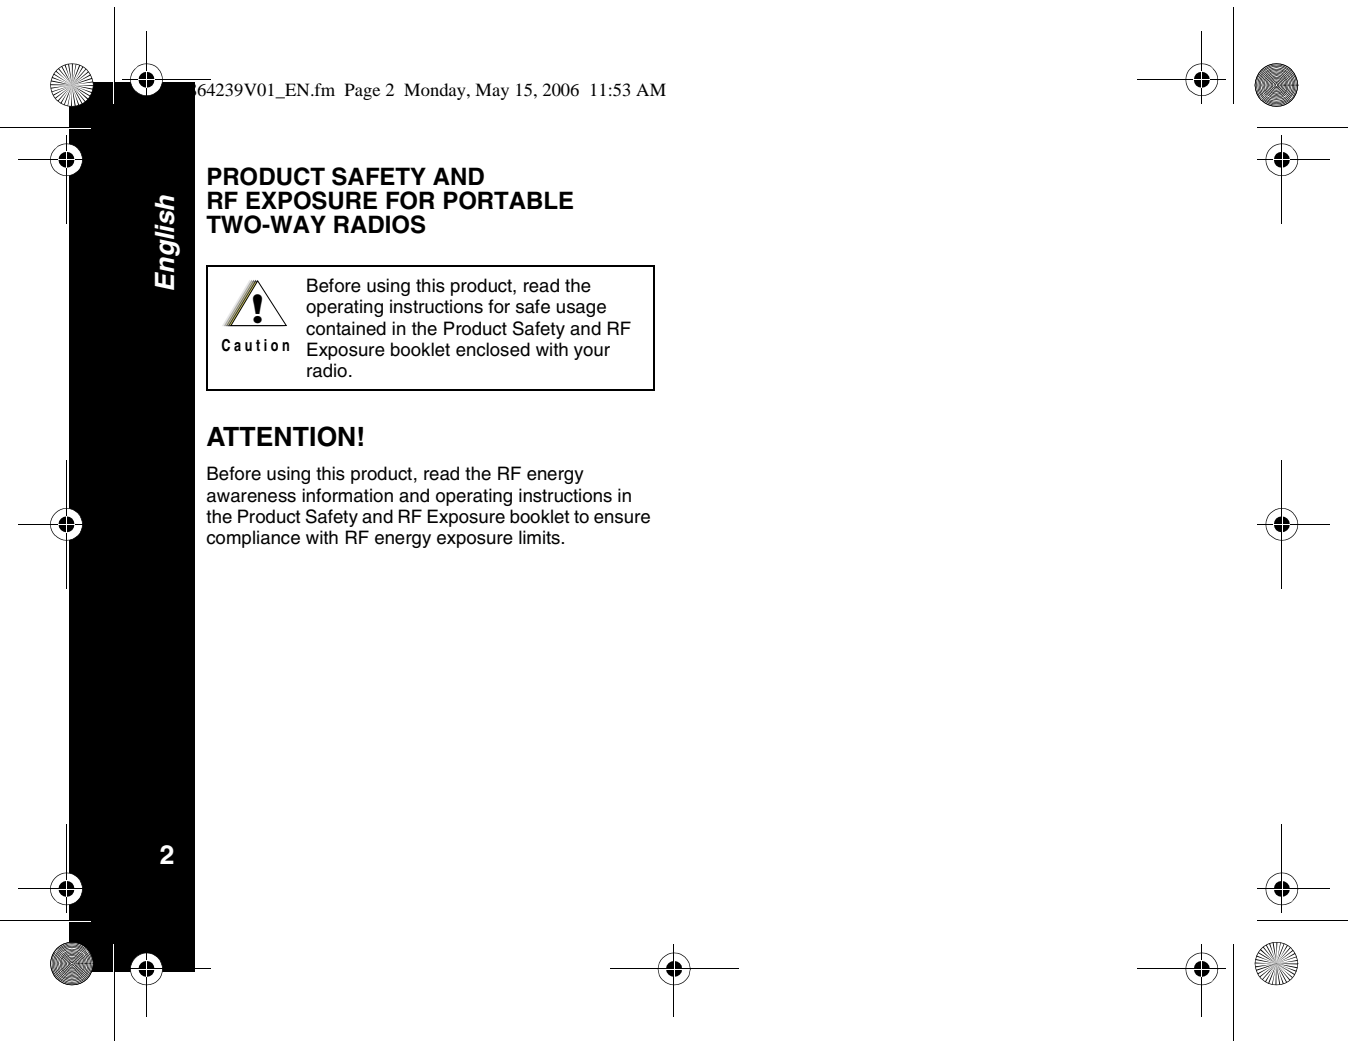 64239V01_EN.fm Page 2 Monday, May 15, 2006 11:53 AM
English
PRODUCT SAFETY AND
RF EXPOSURE FOR PORTABLE
TWO-WAY RADIOS
Caution
Before using this product, read the
operating instructions for safe usage
contained in the Product Safety and RF
Exposure booklet enclosed with your
radio.
ATTENTION!
Before using this product, read the RF energy
awareness information and operating instructions in
the Product Safety and RF Exposure booklet to ensure
compliance with RF energy exposure limits.
2